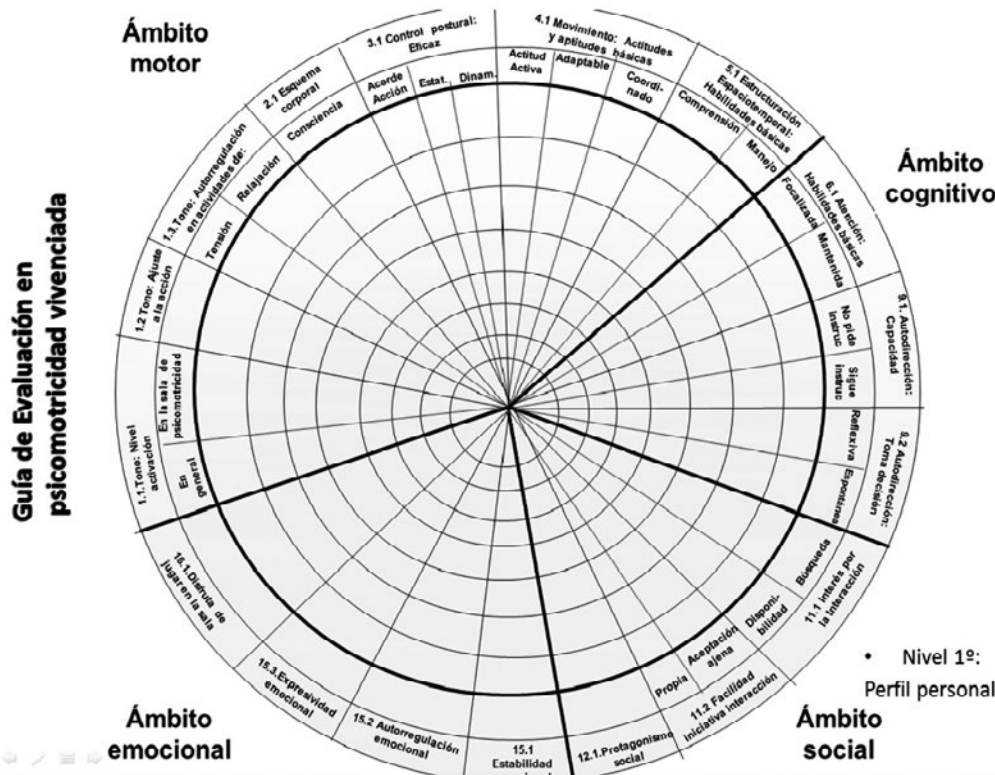 Guía de Evaluación en
psicomotricidad vivenciada
Ámbito
motor
1.1.Tono: Nivel
activación
En
general
En la sala de
psicomotricidad
1.2 Tono: Ajuste
a la acción
1.3. Tono: Autorregulación
en actividades de:
Tensión
Relajación
2.1 Esquema
corporal
Consciencia
3.1 Control postural:
Eficaz
Acorde
Acción
Estat.
Dinam.
4.1 Movimiento: Actitudes
y aptitudes básicas
Actitud
Activa
Adaptable
Coordi-
nado
5.1 Estructuración
Espaciotemporal:
Habilidades básicas
Comprensión
Manejo
Ámbito
cognitivo
6.1 Atención:
Habilidades básicas
Focalizada
Mantenida
9.1. Autodirección:
Capacidad
No pide
instruc
Sigue
instruc
9.2 Autodirección:
Toma decisión
Reflexiva
Espontánea
11.1 interés por
la Interacción
Búsqueda
Disponi-
bilidad
11.2 Facilidad
iniciativa interacción
Aceptación
ajena
Propia
12.1.Protagonismo
social
• Nivel 1º:
Perfil personal
Ámbito
social
15.1
Estabilidad
15.2 Autorregulación
emocional
15.3.Expresividad
emocional
Ámbito
emocional
jugar en la sala